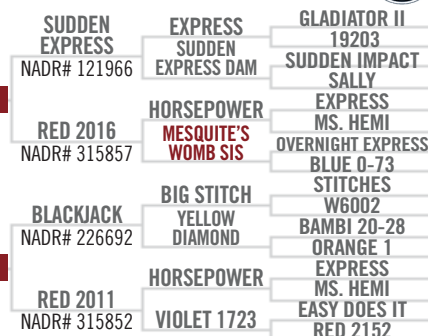 SUDDEN
EXPRESS
NADR# 121966
RED 2016
NADR# 315857
BLACKJACK
NADR# 226692
RED 2011
NADR# 315852
EXPRESS
SUDDEN
EXPRESS DAM
HORSEPOWER
MESQUITE'S
WOMB SIS
BIG STITCH
YELLOW
DIAMOND
HORSEPOWER
VIOLET 1723
GLADIATOR II
19203
SUDDEN IMPACT
SALLY
EXPRESS
MS. HEMI
OVERNIGHT EXPRESS
BLUE 0-73
STITCHES
W6002
BAMBI 20-28
ORANGE 1
EXPRESS
MS. HEMI
EASY DOES IT
RED 2152